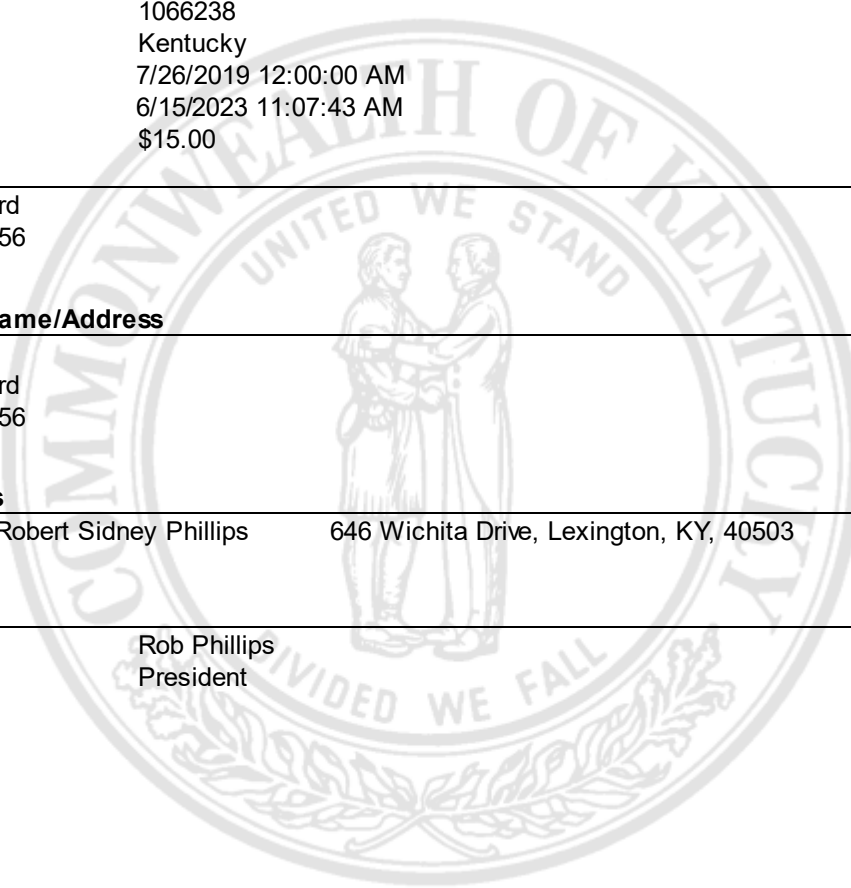 1066238
Kentucky
7/26/2019 12:00:00 AM
6/15/2023 11:07:43 AM
$15.00
rd
56
ame/Address
rd
56
s
Robert Sidney Phillips 646 Wichita Drive, Lexington, KY, 40503
Rob Phillips
President
COMMONWEALTH OF KENTUCKY
UNITED WE STAND
DIVIDED WE FALL